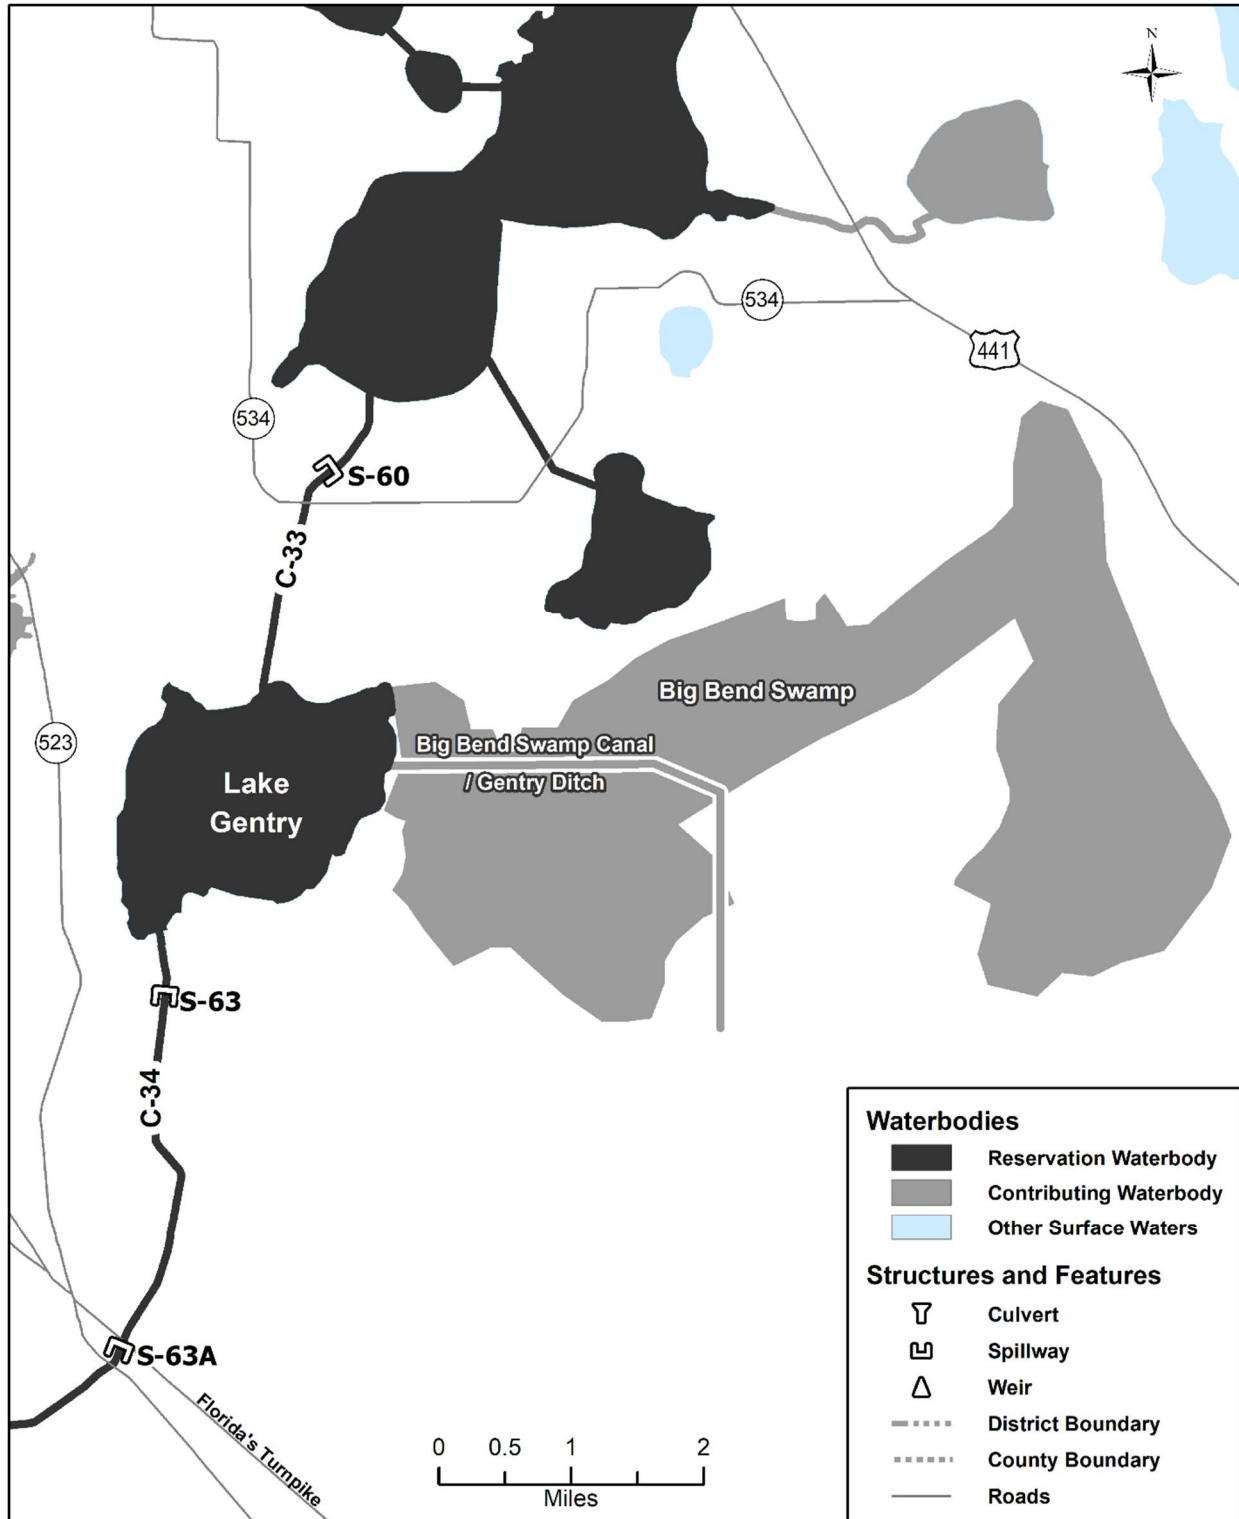 N
534
441
534
S-60
C-33
Big Bend Swamp
523
Big Bend Swamp Canal
/ Gentry Ditch
Lake
Gentry
S-63
C-34
S-63A
Florida's Turnpike
0 0.5 1 2
Miles
Waterbodies
Reservation Waterbody
Contributing Waterbody
Other Surface Waters
Structures and Features
Culvert
Spillway
Weir
District Boundary
County Boundary
Roads